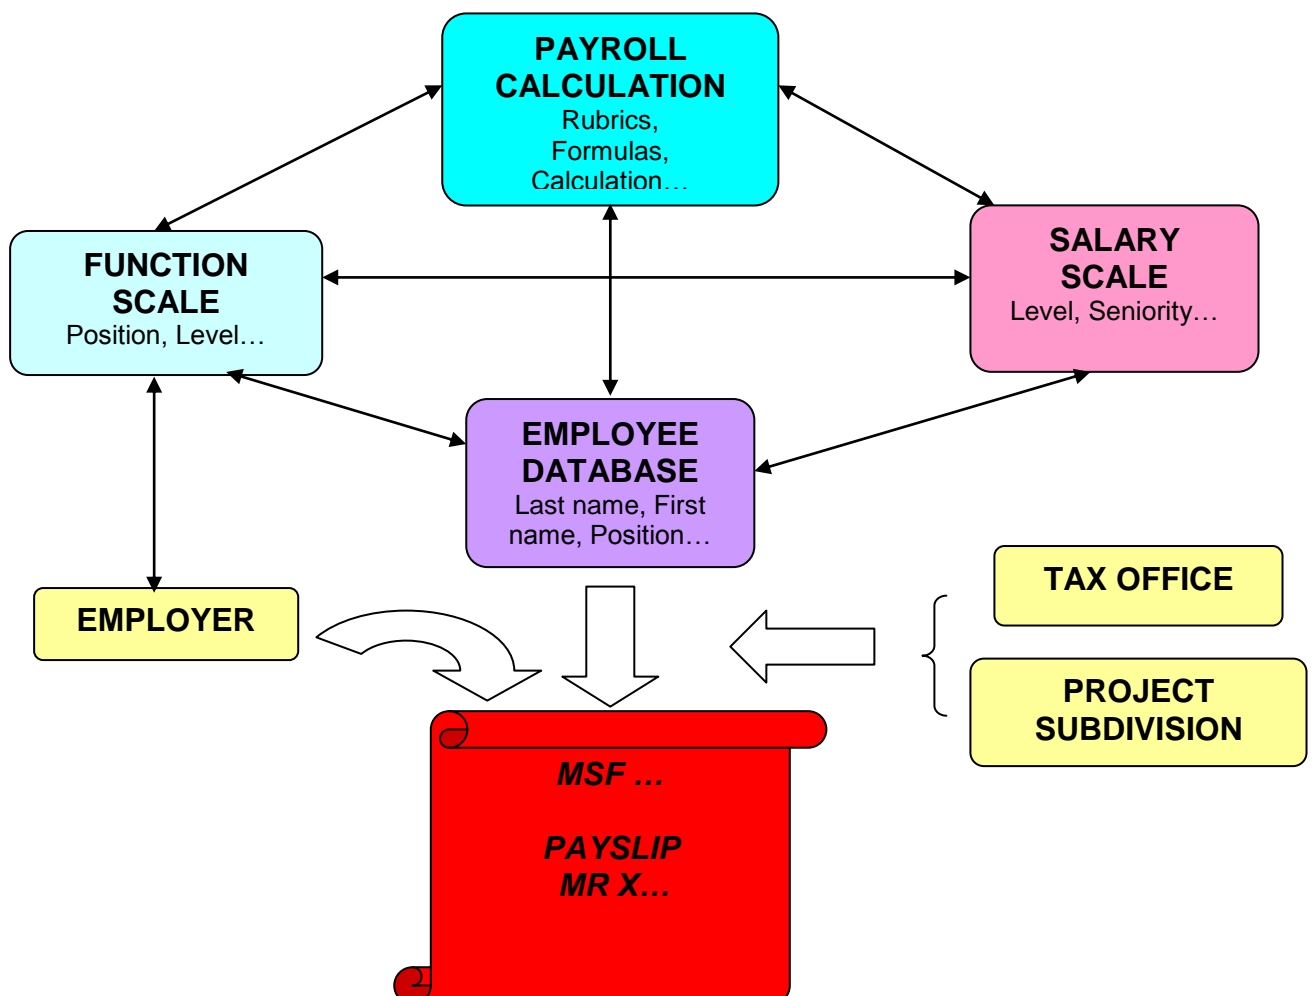 PAYROLL
CALCULATION
Rubrics,
Formulas,
Calculation…
FUNCTION
SCALE
Position, Level…
SALARY
SCALE
Level, Seniority…
EMPLOYEE
DATABASE
Last name, First
name, Position…
EMPLOYER
TAX OFFICE
PROJECT
SUBDIVISION
MSF …
PAYSLIP
MR X…